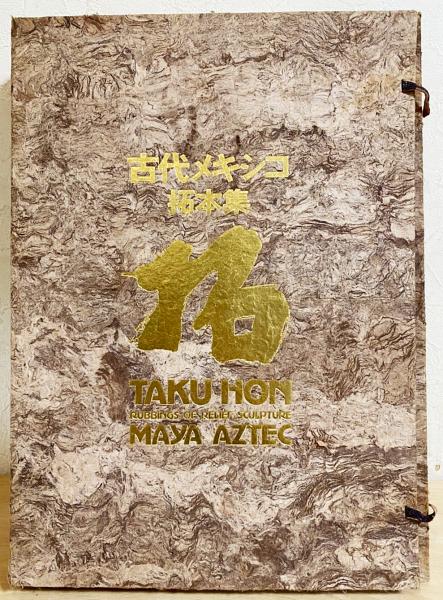 古代メキシコ
拓本集
拓
TAKU HON
RUBBINGS OF RELIEF SCULPTURE
MAYA AZTEC